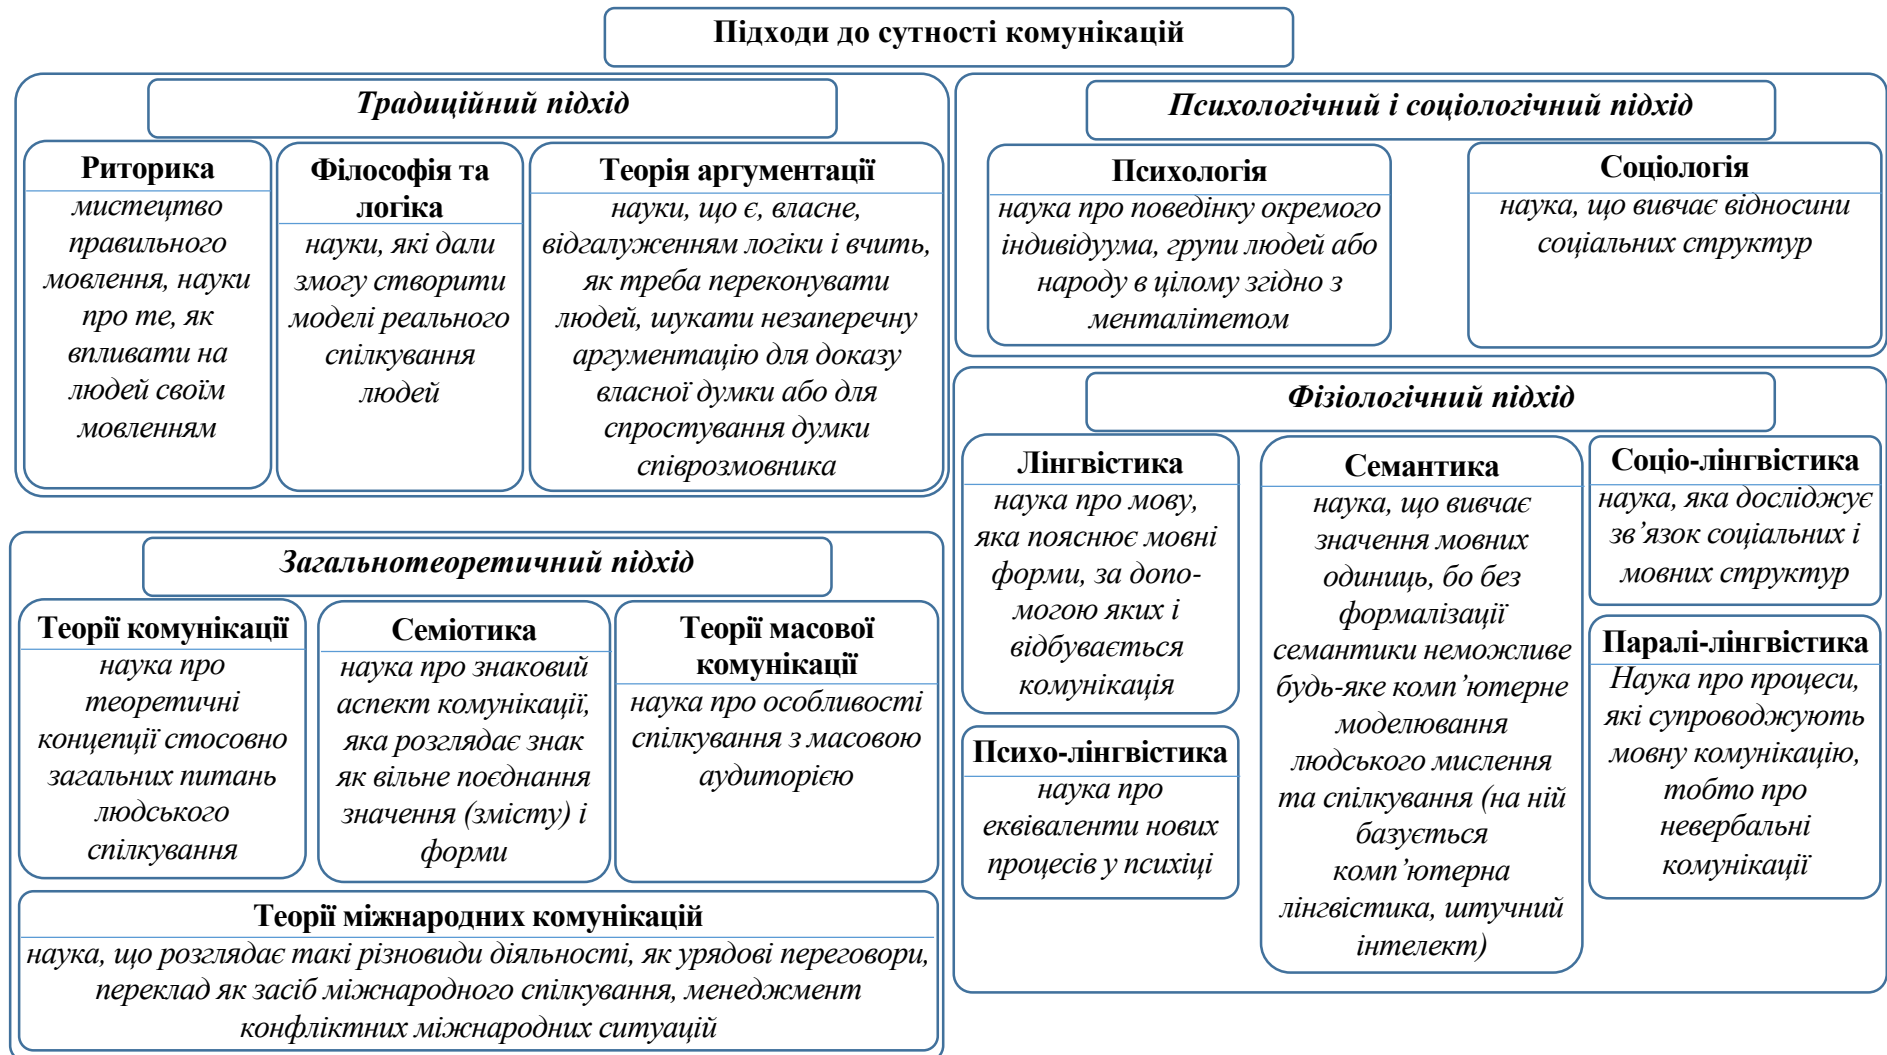 Підходи до сутності комунікацій
Традиційний підхід
Риторика
мистецтво
правильного
мовлення, науки
про те, як
впливати на
людей своїм
мовленням
Філософія та
логіка
науки, які дали
змогу створити
моделі реального
спілкування
людей
Теорія аргументації
науки, що є, власне,
відгалуженням логіки і вчить,
як треба переконувати
людей, шукати незаперечну
аргументацію для доказу
власної думки або для
спростування думки
співрозмовника
Психологічний і соціологічний підхід
Психологія
наука про поведінку окремого
індивідуума, групи людей або
народу в цілому згідно з
менталітетом
Соціологія
наука, що вивчає відносини
соціальних структур
Загальнотеоретичний підхід
Теорії комунікації
наука про
теоретичні
концепції стосовно
загальних питань
людського
спілкування
Семіотика
наука про знаковий
аспект комунікації,
яка розглядає знак
як вільне поєднання
значення (змісту) і
форми
Теорії масової
комунікації
наука про особливості
спілкування з масовою
аудиторією
Теорії міжнародних комунікацій
наука, що розглядає такі різновиди діяльності, як урядові переговори,
переклад як засіб міжнародного спілкування, менеджмент
конфліктних міжнародних ситуацій
Фізіологічний підхід
Лінгвістика
наука про мову,
яка пояснює мовні
форми, за допо-
могою яких і
відбувається
комунікація
Психо-лінгвістика
наука про
еквіваленти нових
процесів у психіці
Семантика
наука, що вивчає
значення мовних
одиниць, бо без
формалізації
семантики неможливе
будь-яке комп’ютерне
моделювання
людського мислення
та спілкування (на ній
базується
комп’ютерна
лінгвістика, штучний
інтелект)
Соціо-лінгвістика
наука, яка досліджує
зв’язок соціальних і
мовних структур
Паралі-лінгвістика
Наука про процеси,
які супроводжують
мовну комунікацію,
тобто про
невербальні
комунікації